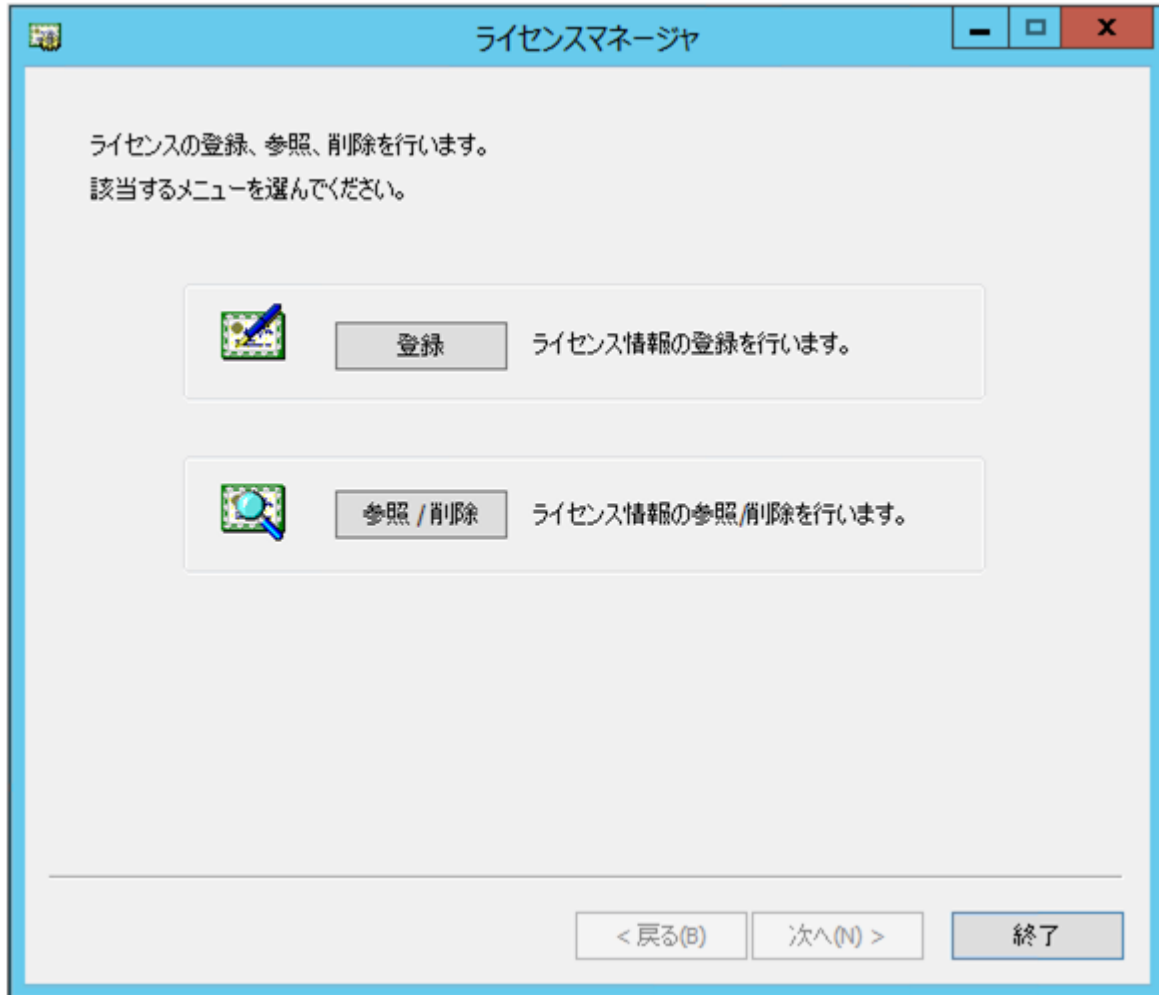 ライセンスマネージャ
ライセンスの登録、参照、削除を行います。
該当するメニューを選んでください。
登録
ライセンス情報の登録を行います。
参照 / 削除
ライセンス情報の参照/削除を行います。
< 戻る(B)
次へ(N) >
終了